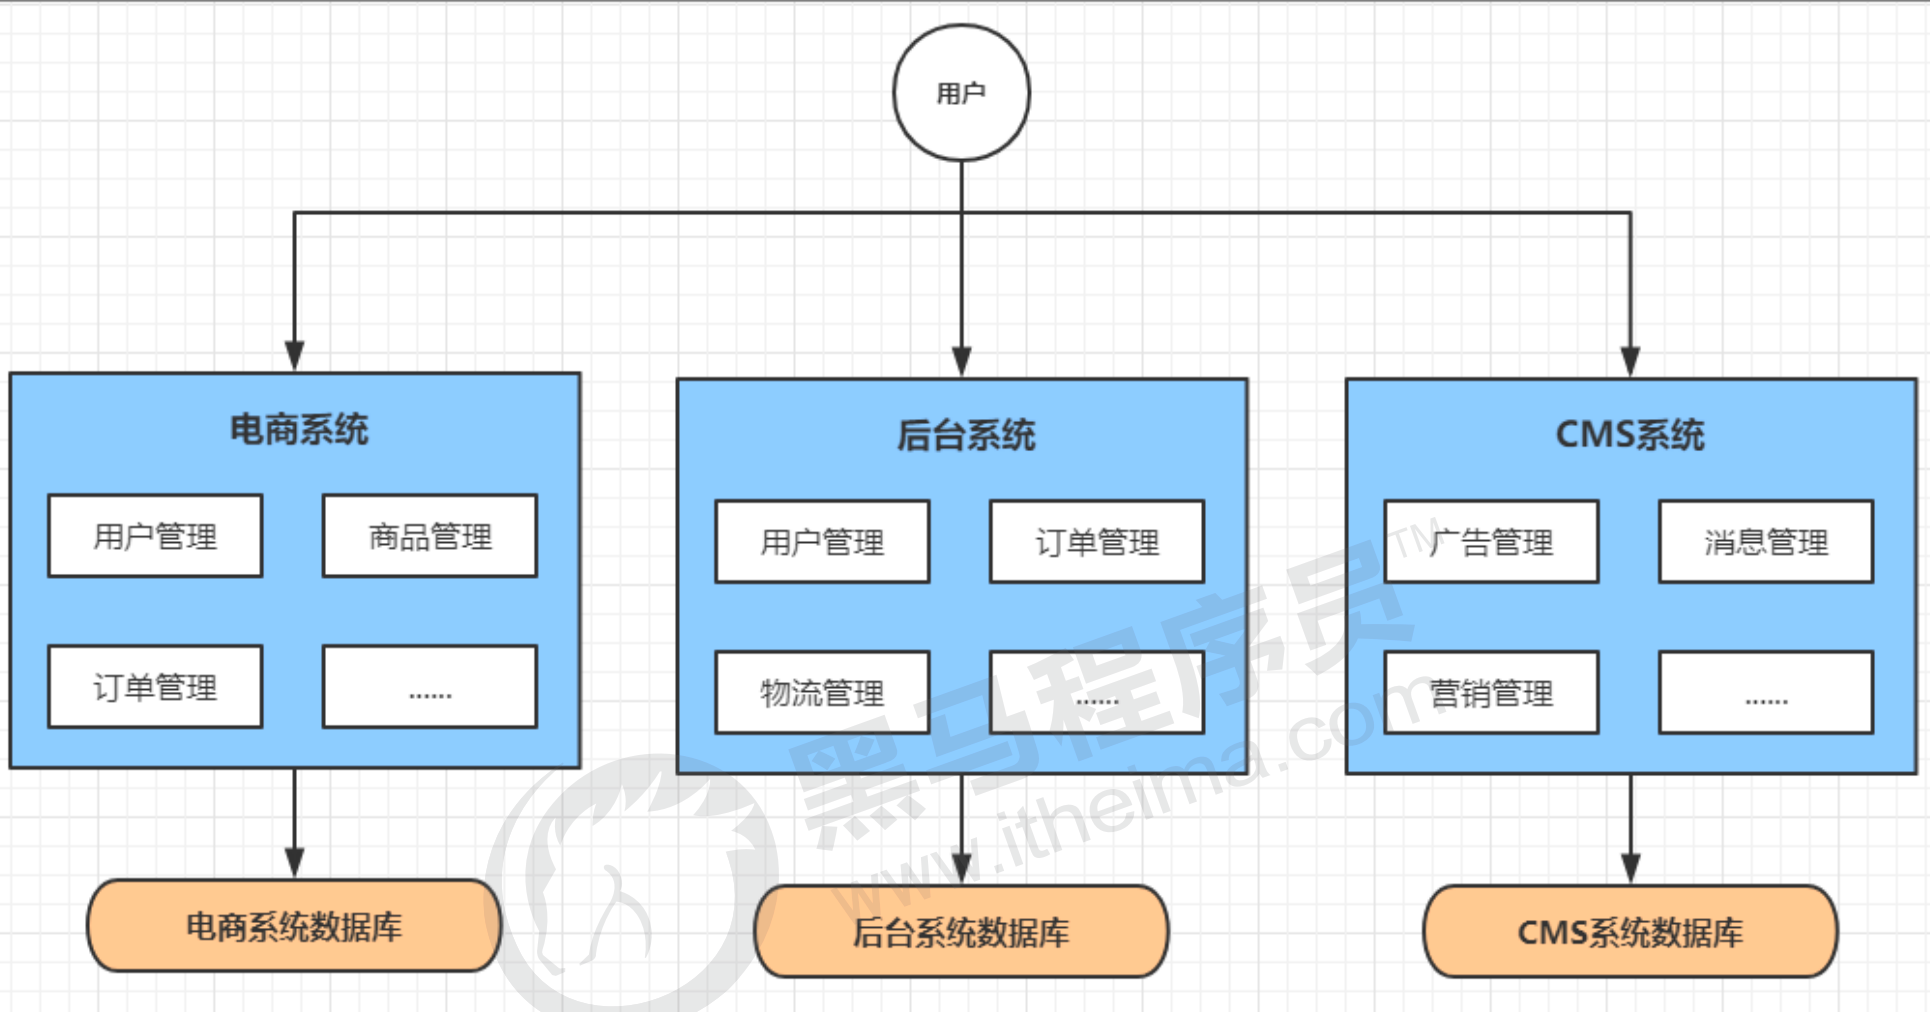 用户
电商系统
用户管理
商品管理
订单管理
......
后台系统
用户管理
订单管理
物流管理
......
CMS系统
广告管理
消息管理
营销管理
......
电商系统数据库
后台系统数据库
CMS系统数据库
黑马程序员™
www.itheima.com